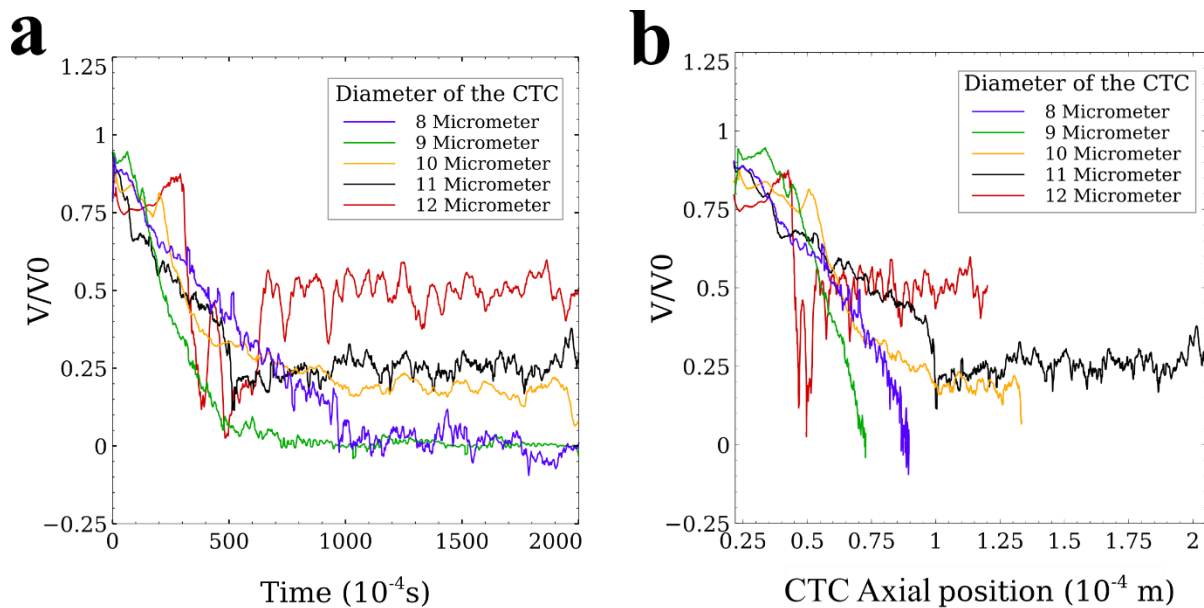 a
V/V0
1.25
1
0.75
0.5
0.25
0
−0.25
Diameter of the CTC
8 Micrometer
9 Micrometer
10 Micrometer
11 Micrometer
12 Micrometer
0 500 1000 1500 2000
Time (10⁻⁴s)
b
V/V0
1.25
1
0.75
0.5
0.25
0
−0.25
Diameter of the CTC
8 Micrometer
9 Micrometer
10 Micrometer
11 Micrometer
12 Micrometer
0.25 0.5 0.75 1 1.25 1.5 1.75 2
CTC Axial position (10⁻⁴ m)